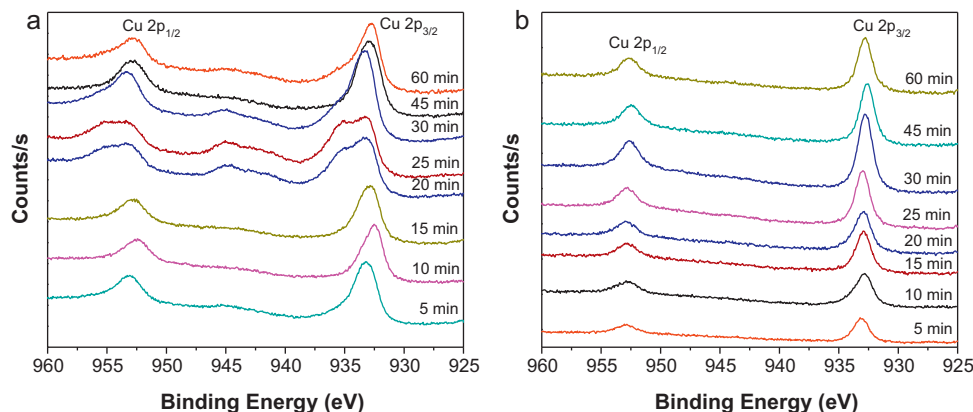 a
Cu 2p1/2
Cu 2p3/2
60 min
45 min
30 min
25 min
20 min
15 min
10 min
5 min
Counts/s
960 955 950 945 940 935 930 925
Binding Energy (eV)
b
Cu 2p1/2
Cu 2p3/2
60 min
45 min
30 min
25 min
20 min
15 min
10 min
5 min
Counts/s
960 955 950 945 940 935 930 925
Binding Energy (eV)